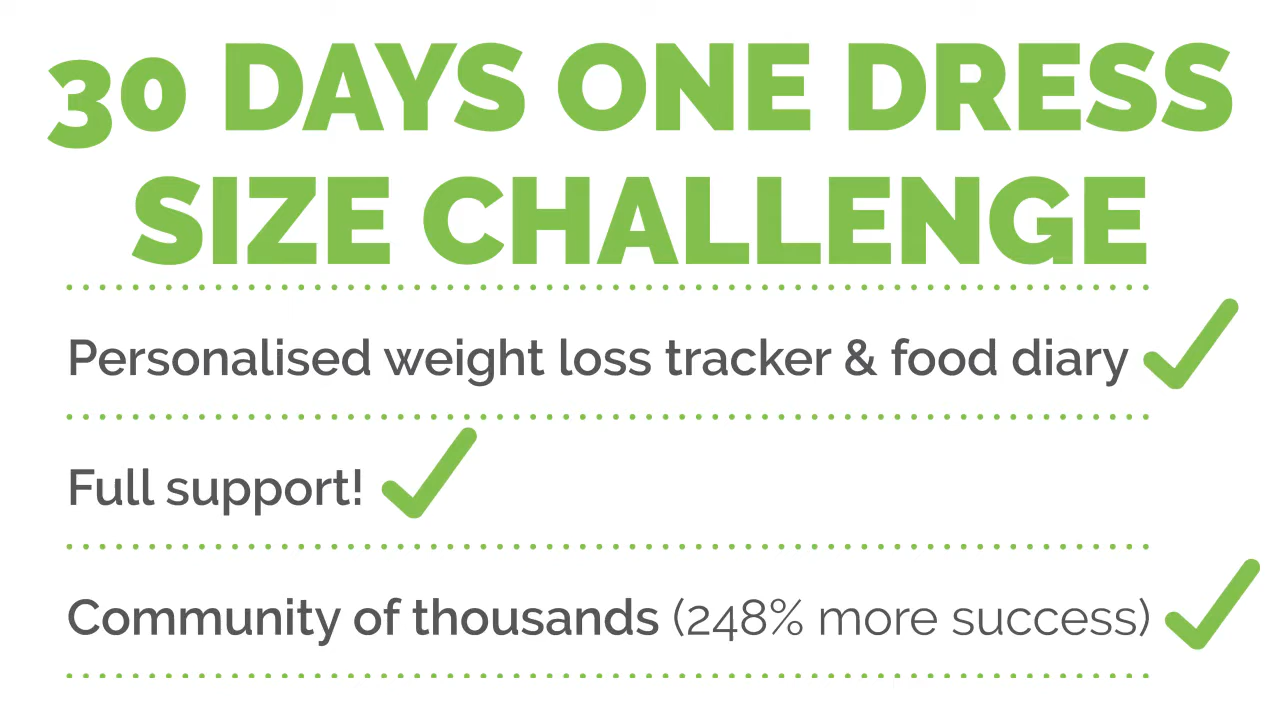 30 DAYS ONE DRESS
SIZE CHALLENGE
Personalised weight loss tracker & food diary
Full support!
Community of thousands (248% more success)